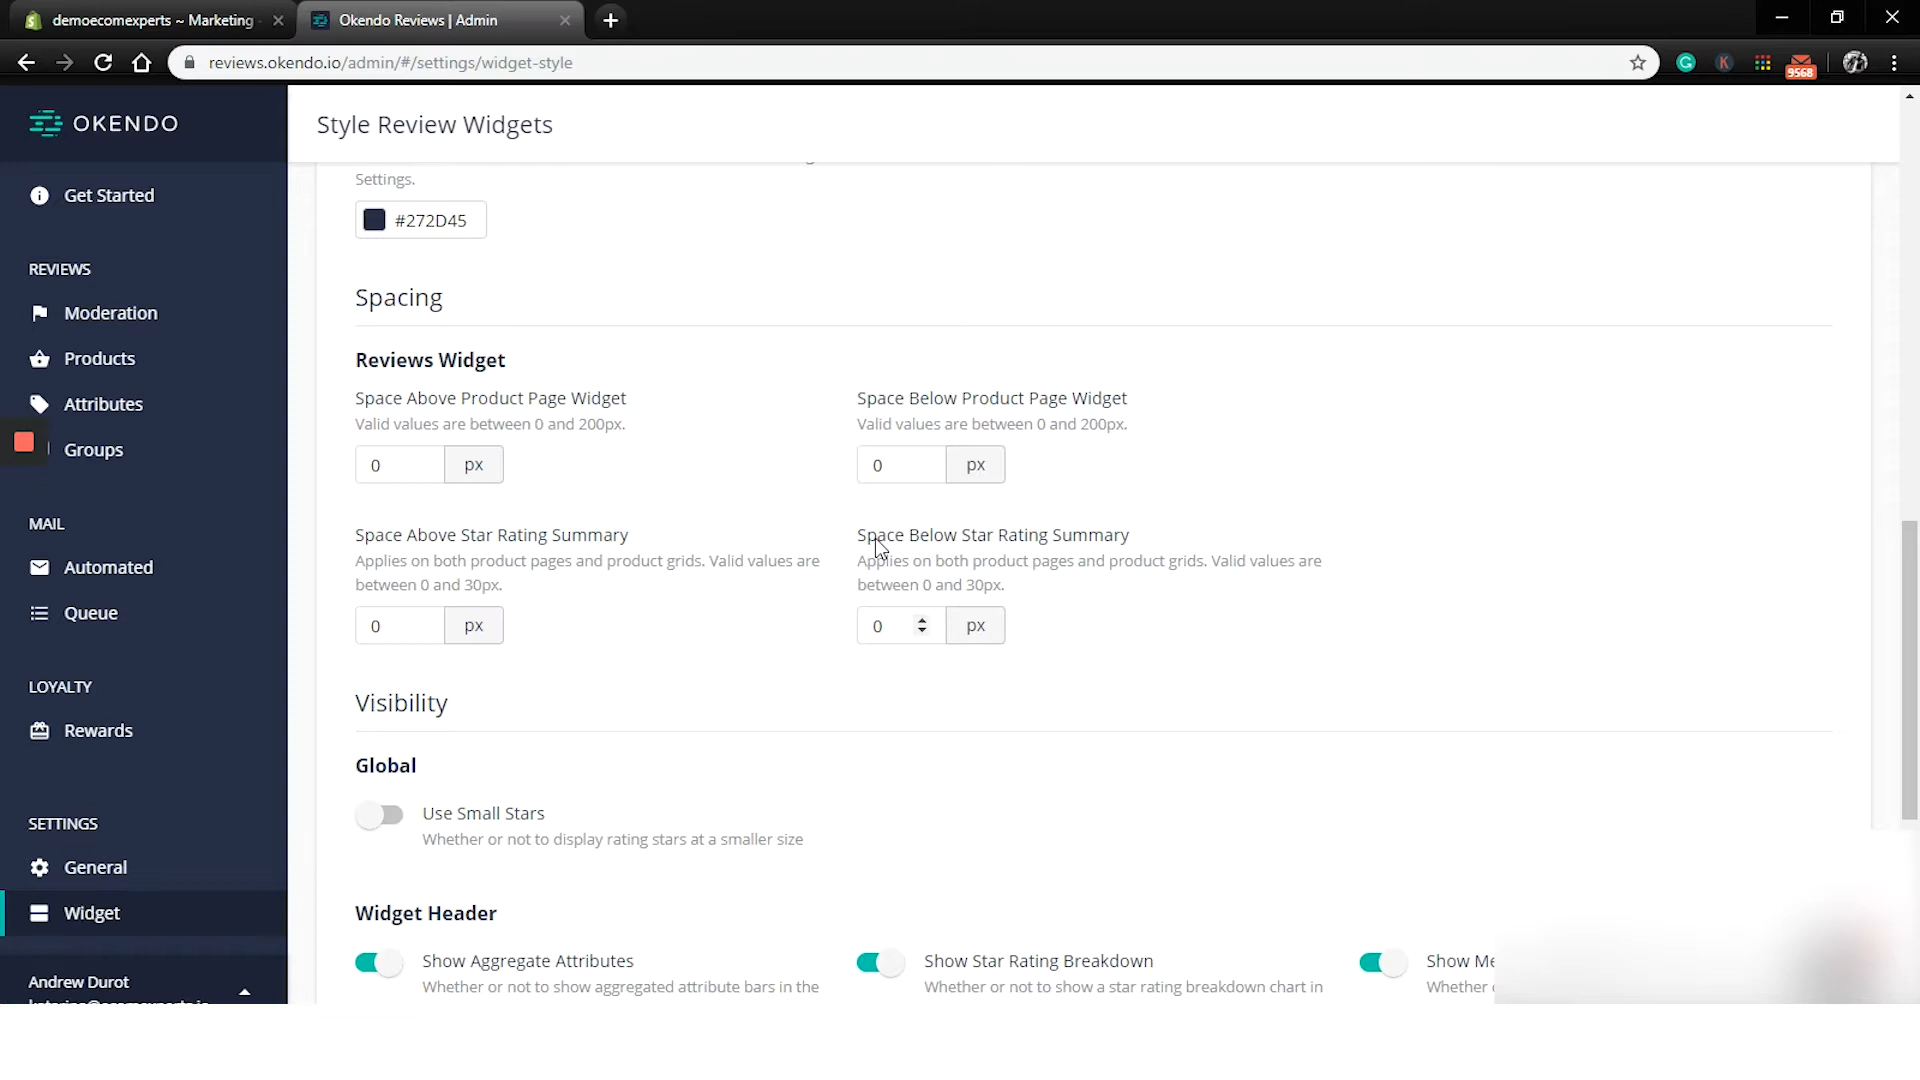 demoecomexperts ~ Marketing
Okendo Reviews | Admin
reviews.okendo.io/admin/#/settings/widget-style
G
K
9568
OKENDO
Style Review Widgets
Get Started
REVIEWS
Moderation
Products
Attributes
Groups
MAIL
Automated
Queue
LOYALTY
Rewards
SETTINGS
General
Widget
Andrew Durot
Settings.
#272D45
Spacing
Reviews Widget
Space Above Product Page Widget
Valid values are between 0 and 200px.
0 px
Space Below Product Page Widget
Valid values are between 0 and 200px.
0 px
Space Above Star Rating Summary
Applies on both product pages and product grids. Valid values are
between 0 and 30px.
0 px
Space Below Star Rating Summary
Applies on both product pages and product grids. Valid values are
between 0 and 30px.
0 px
Visibility
Global
Use Small Stars
Whether or not to display rating stars at a smaller size
Widget Header
Show Aggregate Attributes
Whether or not to show aggregated attribute bars in the
Show Star Rating Breakdown
Whether or not to show a star rating breakdown chart in
Show Me
Whether